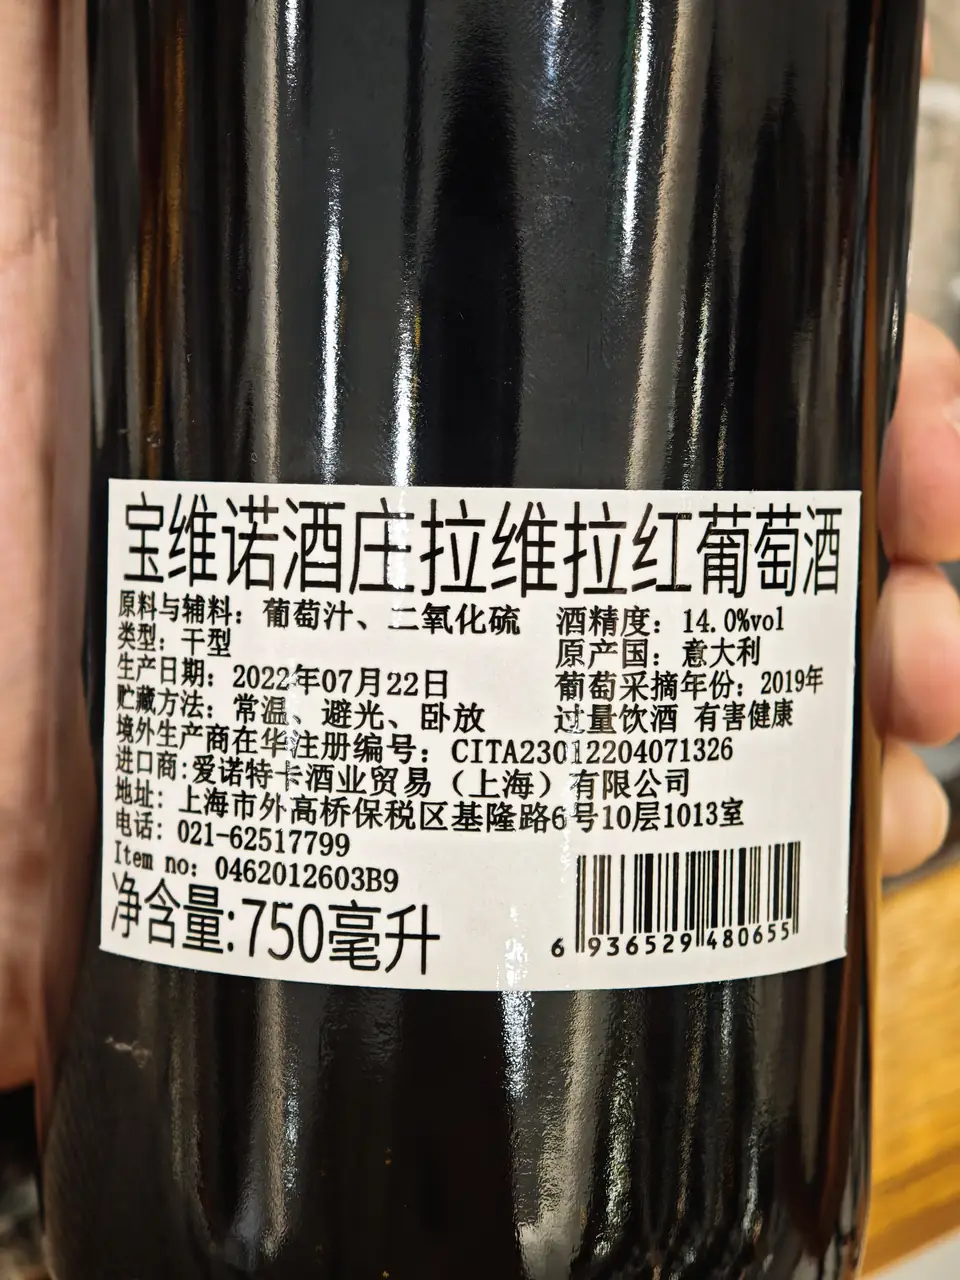 宝维诺酒庄拉维拉红葡萄酒
原料与辅料：葡萄汁、二氧化硫 酒精度：14.0%vol
类型：干型 原产国：意大利
生产日期：2022年07月22日 葡萄采摘年份：2019年
贮藏方法：常温、避光、卧放 过量饮酒 有害健康
境外生产商在华注册编号：CITA23012204071326
进口商:爱诺特卡酒业贸易（上海）有限公司
地址：上海市外高桥保税区基隆路6号10层1013室
电话：021-62517799
Item no：0462012603B9
净含量:750毫升
6 936529 480655